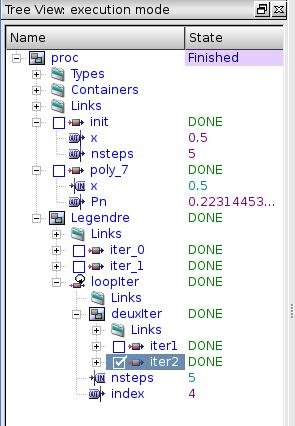 Tree View: execution mode
Name State
proc Finished
Types
Containers
Links
init DONE
x 0.5
nsteps 5
poly_7 DONE
x 0.5
Pn 0.22314453...
Legendre DONE
Links
iter_0 DONE
iter_1 DONE
loopIter DONE
Links
deuxIter DONE
Links
iter1 DONE
iter2 DONE
nsteps 5
index 4